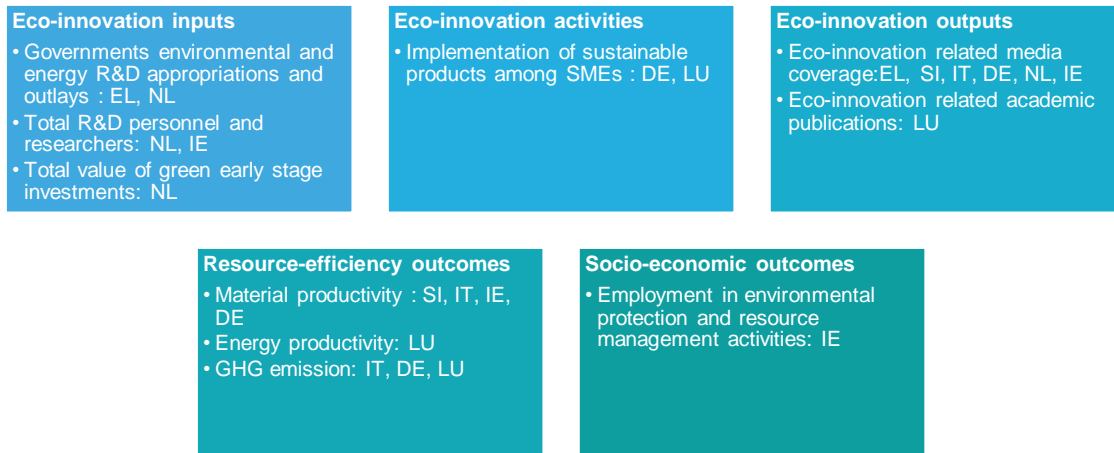 Eco-innovation inputs
• Governments environmental and
energy R&D appropriations and
outlays : EL, NL
• Total R&D personnel and
researchers: NL, IE
• Total value of green early stage
investments: NL
Eco-innovation activities
• Implementation of sustainable
products among SMEs : DE, LU
Eco-innovation outputs
• Eco-innovation related media
coverage:EL, SI, IT, DE, NL, IE
• Eco-innovation related academic
publications: LU
Resource-efficiency outcomes
• Material productivity : SI, IT, IE,
DE
• Energy productivity: LU
• GHG emission: IT, DE, LU
Socio-economic outcomes
• Employment in environmental
protection and resource
management activities: IE